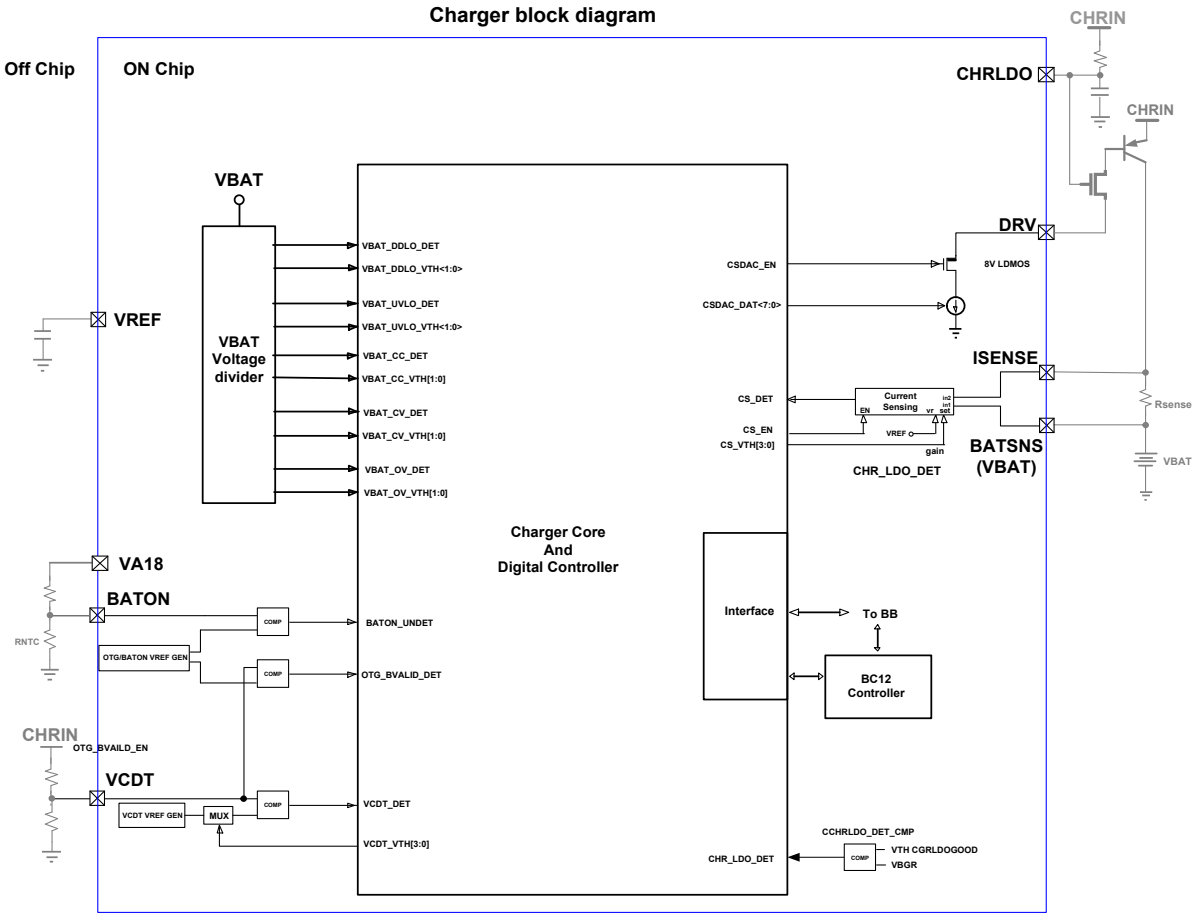 Charger block diagram
Off Chip
ON Chip
CHRIN
CHRLDO
CHRIN
VBAT
DRV
VBAT_DDLO_DET
VBAT_DDLO_VTH<1:0>
VBAT_UVLO_DET
VBAT_UVLO_VTH<1:0>
VBAT_CC_DET
VBAT_CC_VTH[1:0]
VBAT_CV_DET
VBAT_CV_VTH[1:0]
VBAT_OV_DET
VBAT_OV_VTH[1:0]
VBAT
Voltage
divider
VREF
CSDAC_EN
8V LDMOS
CSDAC_DAT<7:0>
ISENSE
CS_DET
Current
Sensing
in2
in1
EN
vr
set
CS_EN
VREF
CS_VTH[3:0]
gain
CHR_LDO_DET
Rsense
BATSNS
(VBAT)
VBAT
Charger Core
And
Digital Controller
VA18
BATON
RNTC
COMP
BATON_UNDET
OTG/BATON VREF GEN
COMP
OTG_BVALID_DET
Interface
To BB
BC12
Controller
CHRIN
OTG_BVAILD_EN
VCDT
COMP
VCDT_DET
VCDT VREF GEN
MUX
VCDT_VTH[3:0]
CCHRLDO_DET_CMP
CHR_LDO_DET
COMP
VTH CGRLDOGOOD
VBGR